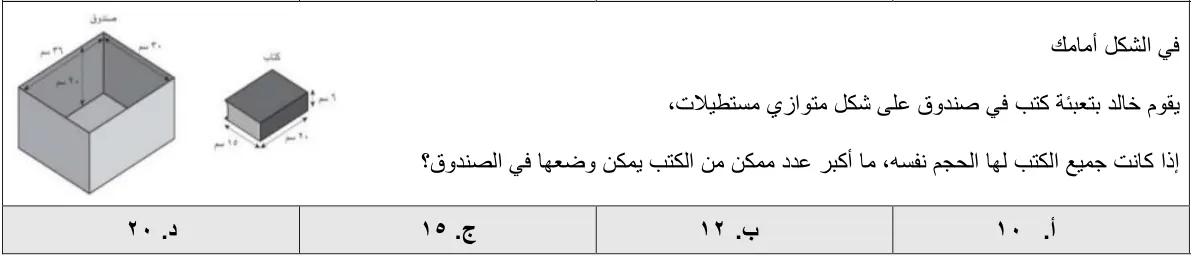 في الشكل أمامك
يقوم خالد بتعبئة كتب في صندوق على شكل متوازي مستطيلات،
إذا كانت جميع الكتب لها الحجم نفسه، ما أكبر عدد ممكن من الكتب يمكن وضعها في الصندوق؟
صندوق
٣٦ سم
٣٠ سم
٢٠ سم
كتاب
٦ سم
٢٠ سم
١٥ سم
أ. ١٠
ب. ١٢
ج. ١٥
د. ٢٠